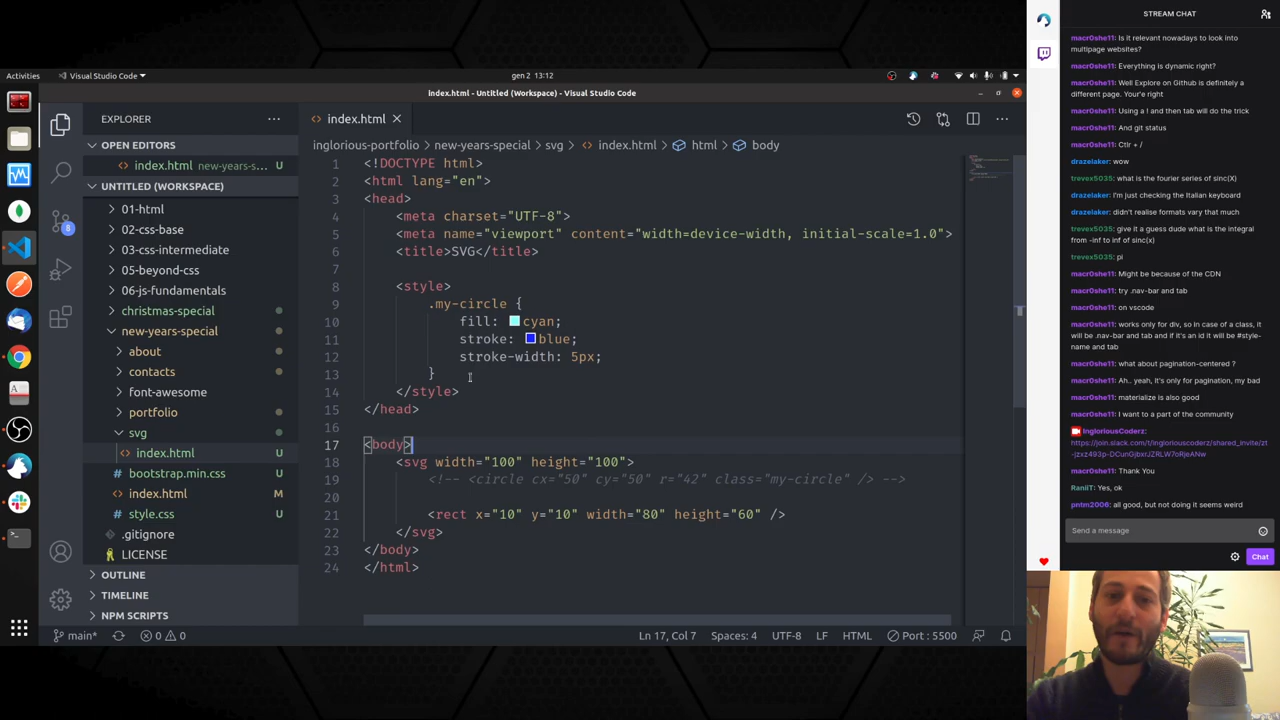 Activities
Visual Studio Code
gen 2 13:12
Index.html - Untitled (Workspace) - Visual Studio Code
EXPLORER
OPEN EDITORS
index.html new-years-s... U
UNTITLED (WORKSPACE)
01-html
02-css-base
03-css-intermediate
05-beyond-css
06-js-fundamentals
christmas-special
new-years-special
about
contacts
font-awesome
portfolio
svg
index.html U
bootstrap.min.css U
index.html M
style.css U
.gitignore
LICENSE
OUTLINE
TIMELINE
NPM SCRIPTS
8
index.html
inglorious-portfolio › new-years-special › svg › index.html › html › body
1 <!DOCTYPE html>
2 <html lang="en">
3 <head>
4 <meta charset="UTF-8">
5 <meta name="viewport" content="width=device-width, initial-scale=1.0">
6 <title>SVG</title>
7
8 <style>
9 .my-circle {
10 fill: cyan;
11 stroke: blue;
12 stroke-width: 5px;
13 }
14 </style>
15 </head>
16
17 <body>
18 <svg width="100" height="100">
19 <circle cx="50" cy="50" r="42" class="my-circle" /> -->
20
21 <rect x="10" y="10" width="80" height="60" />
22 </svg>
23 </body>
24 </html>
main*
0 0
Ln 17, Col 7
Spaces: 4
UTF-8
LF
HTML
Port : 5500
STREAM CHAT
macr0she11: Is it relevant nowadays to look into
multipage websites?
macr0she11: Everything is dynamic right?
macr0she11: Well Explore on Github is definitely a
different page. Your'e right
macr0she11: Using a ! and then tab will do the trick
macr0she11: And git status
macr0she11: Ctlr + /
drazelaker: wow
trevex5035: what is the fourier series of sinc(X)
drazelaker: I'm just checking the Italian keyboard
drazelaker: didn't realise formats vary that much
trevex5035: give it a guess dude what is the integral
from -inf to inf of sinc(x)
trevex5035: pi
macr0she11: Might be because of the CDN
macr0she11: try .nav-bar and tab
macr0she11: on vscode
macr0she11: works only for div, so in case of a class, it
will be .nav-bar and tab and if it's an id it will be #style-
name and tab
macr0she11: what about pagination-centered ?
macr0she11: Ah.. yeah, it's only for pagination, my bad
macr0she11: materialize is also good
macr0she11: I want to a part of the community
IngloriousCoderz:
https://join.slack.com/t/ingloriouscoderz/shared_invite/zt
-jzxz493p-DCunGjbxrJZRLW7oRjeANw
macr0she11: Thank You
RaniiT: Yes, ok
pntm2006: all good, but not doing it seems weird
Send a message
Chat